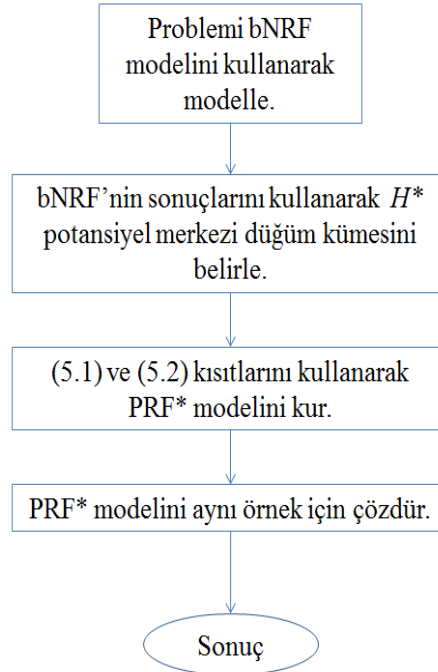 Problemi bNRF
modelini kullanarak
modelle.
bNRF’nin sonuçlarını kullanarak H*
potansiyel merkezi düğüm kümesini
belirle.
(5.1) ve (5.2) kısıtlarını kullanarak
PRF* modelini kur.
PRF* modelini aynı örnek için çözdür.
Sonuç